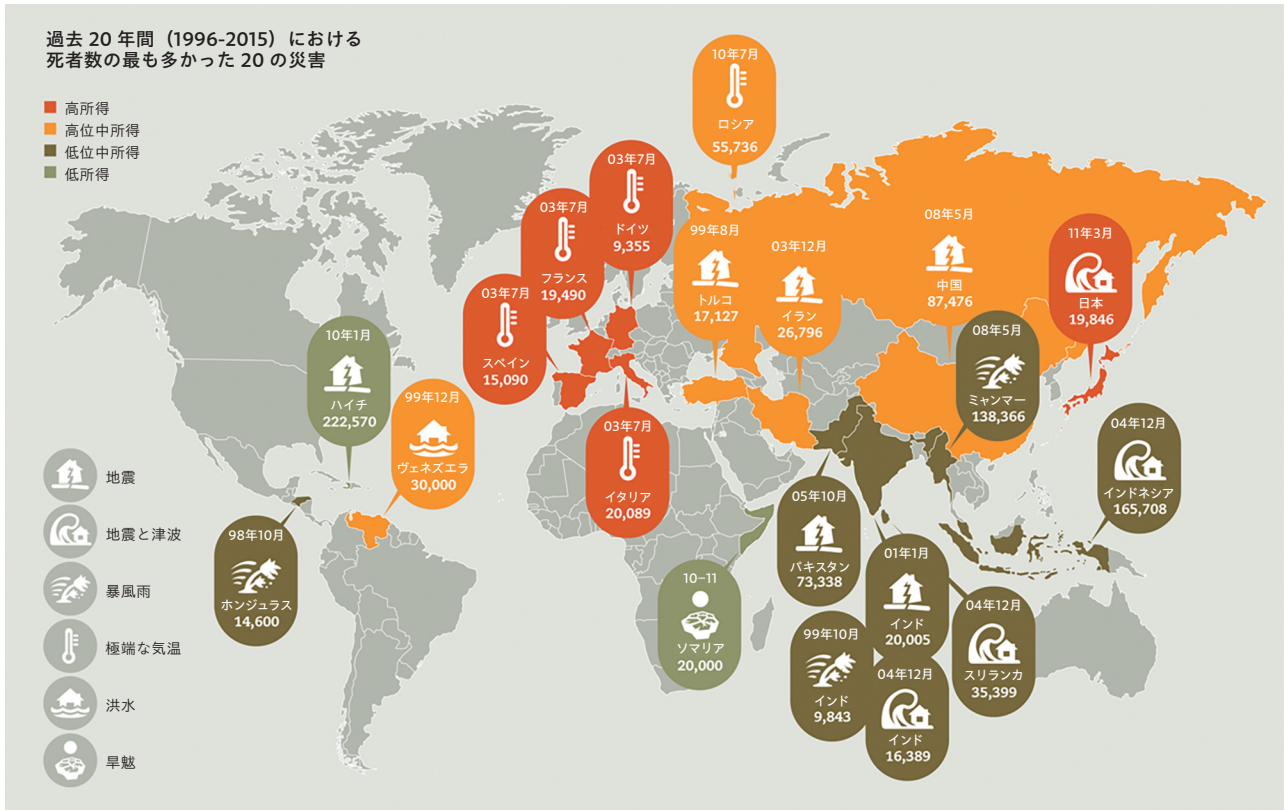 過去 20 年間（1996-2015）における
死者数の最も多かった 20 の災害
高所得
高位中所得
低位中所得
低所得
10年7月
ロシア
55,736
03年7月
ドイツ
9,355
03年7月
フランス
19,490
03年7月
スペイン
15,090
99年8月
トルコ
17,127
03年12月
イラン
26,796
08年5月
中国
87,476
11年3月
日本
19,846
08年5月
ミャンマー
138,366
10年1月
ハイチ
222,570
99年12月
ヴェネズエラ
30,000
03年7月
イタリア
20,089
04年12月
インドネシア
165,708
98年10月
ホンジュラス
14,600
05年10月
パキスタン
73,338
01年1月
インド
20,005
10–11
ソマリア
20,000
04年12月
スリランカ
35,399
99年10月
インド
9,843
04年12月
インド
16,389
地震
地震と津波
暴風雨
極端な気温
洪水
旱魃